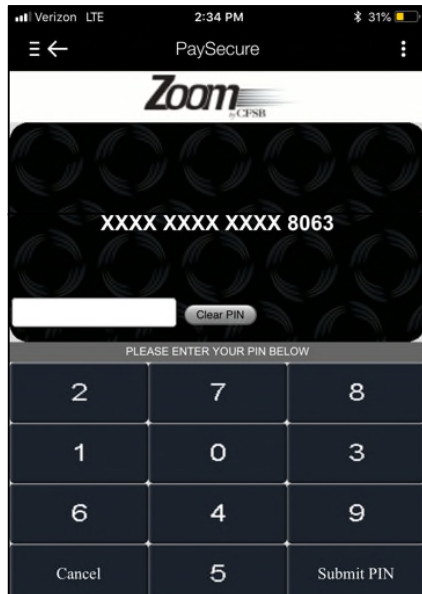 Verizon LTE 2:34 PM 31%
PaySecure
Zoom
by CFSB
XXXX XXXX XXXX 8063
Clear PIN
PLEASE ENTER YOUR PIN BELOW
2 7 8
1 0 3
6 4 9
Cancel 5 Submit PIN